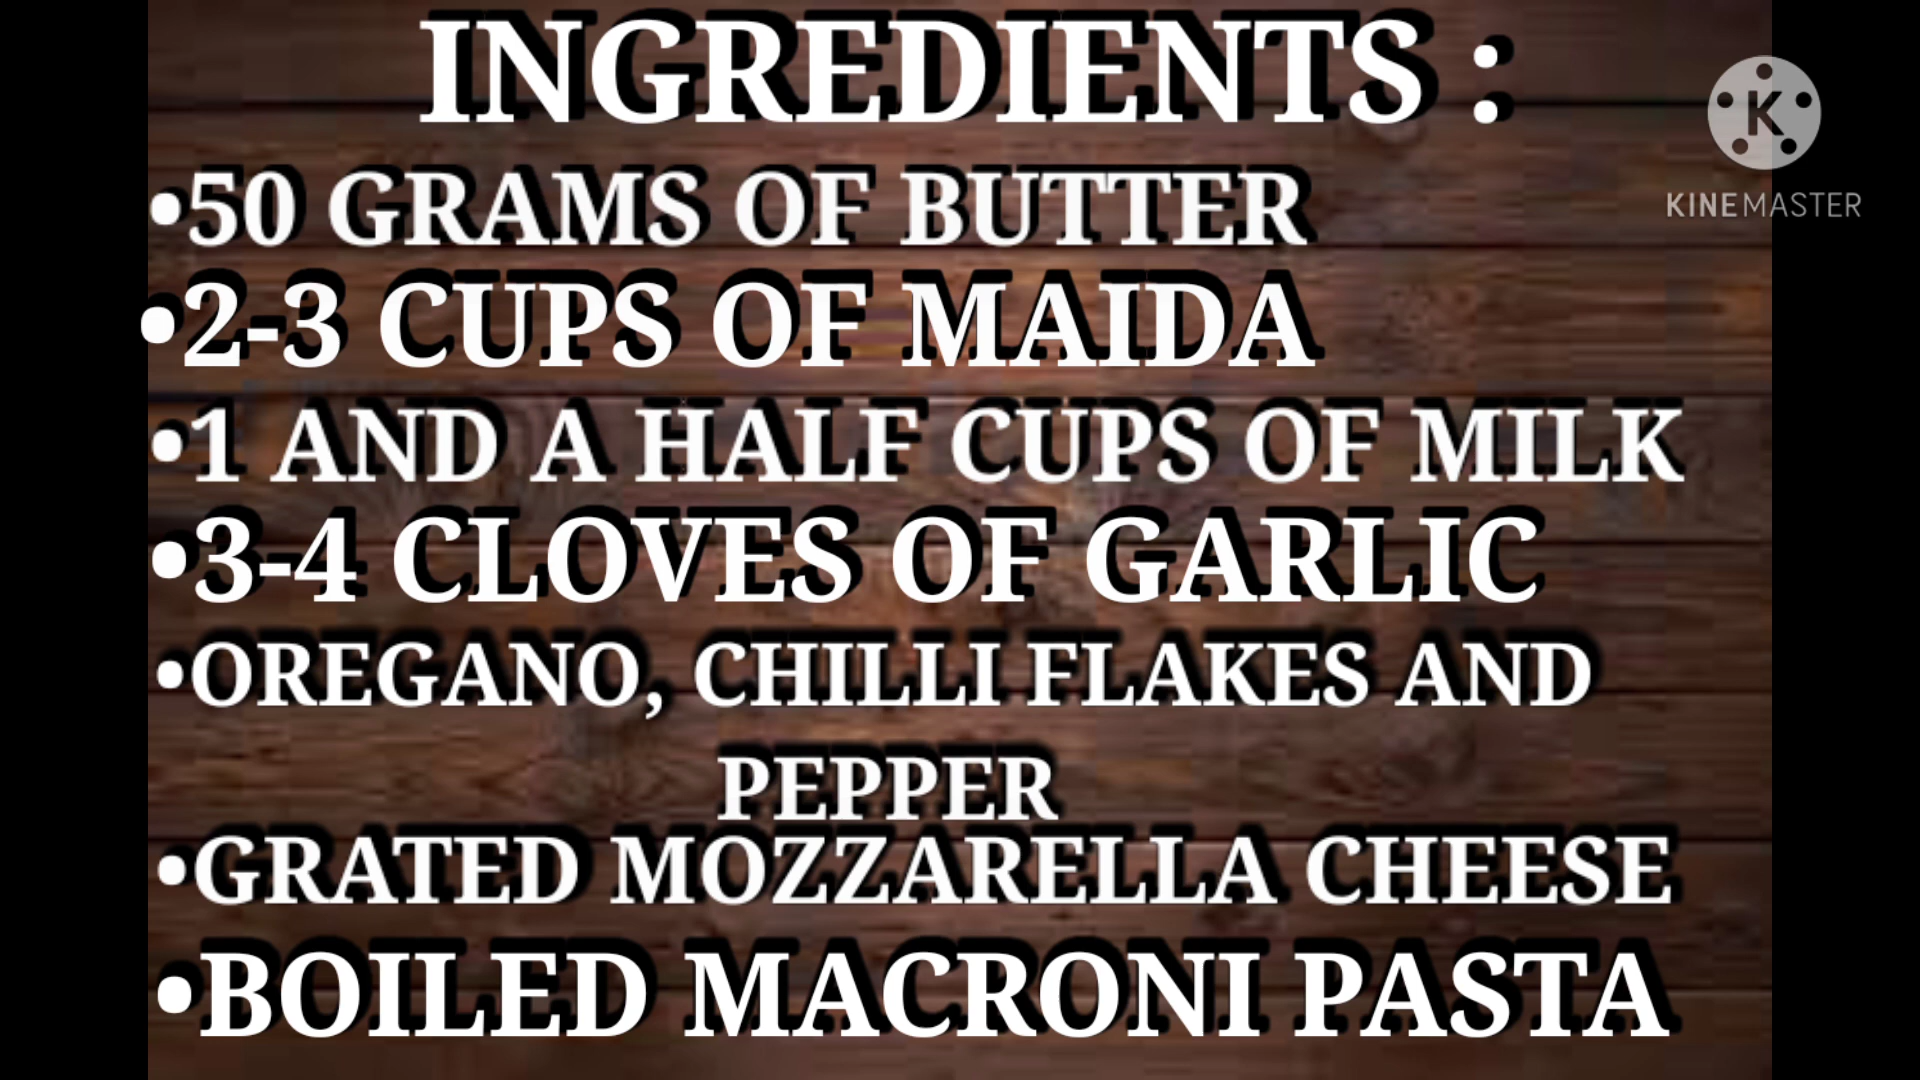 INGREDIENTS :
•50 GRAMS OF BUTTER
•2-3 CUPS OF MAIDA
•1 AND A HALF CUPS OF MILK
•3-4 CLOVES OF GARLIC
•OREGANO, CHILLI FLAKES AND
PEPPER
•GRATED MOZZARELLA CHEESE
•BOILED MACRONI PASTA
K
KINEMASTER